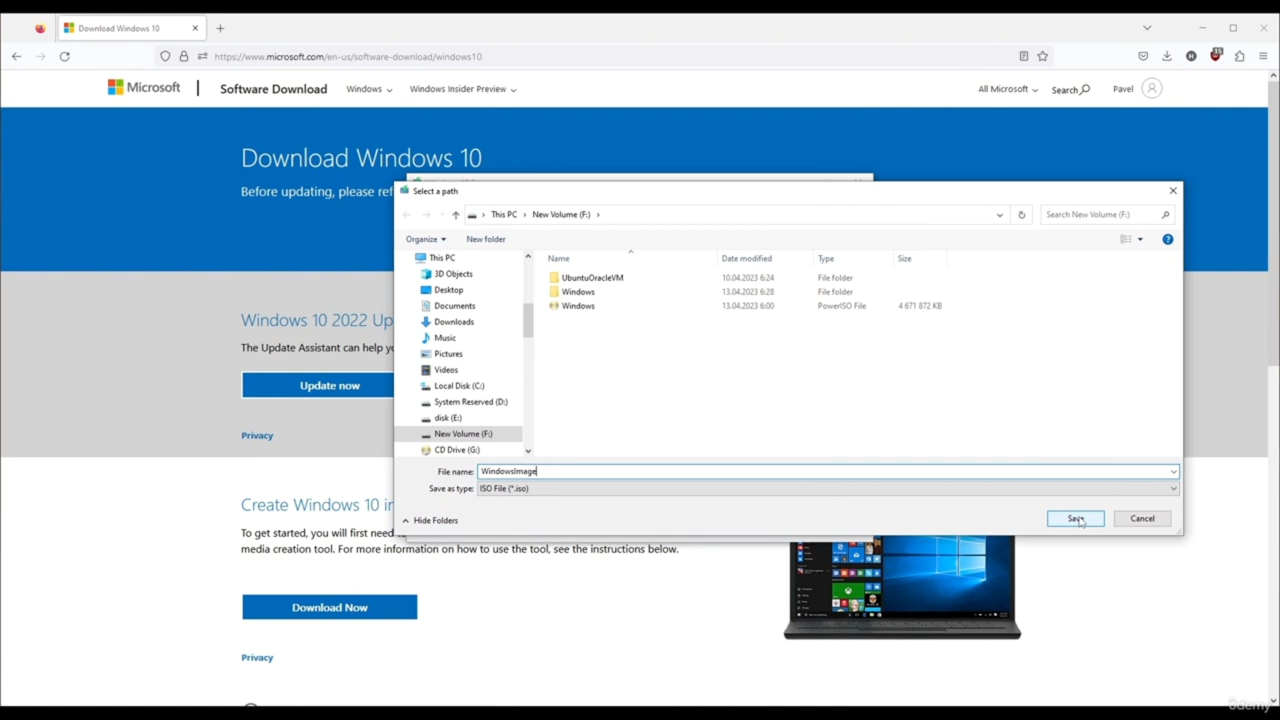 Download Windows 10
https://www.microsoft.com/en-us/software-download/windows10
15
Microsoft
Software Download
Windows
Windows Insider Preview
All Microsoft
Search
Pavel
Download Windows 10
Before updating, please ref
Select a path
This PC
New Volume (F:)
Search New Volume (F:)
Organize
New folder
Name
Date modified
Type
Size
This PC
3D Objects
Desktop
Documents
Downloads
Music
Pictures
Videos
Local Disk (C:)
System Reserved (D:)
disk (E:)
New Volume (F:)
CD Drive (G:)
UbuntuOracleVM 10.04.2023 6:24 File folder
Windows 13.04.2023 6:28 File folder
Windows 13.04.2023 6:00 PowerISO File 4 671 872 KB
File name: WindowsImage
Save as type: ISO File (*.iso)
Hide Folders
Save
Cancel
Windows 10 2022 Up
The Update Assistant can help yo
Update now
Privacy
Create Windows 10 in
To get started, you will first need
media creation tool. For more information on how to use the tool, see the instructions below.
Download Now
Privacy
ûdemy